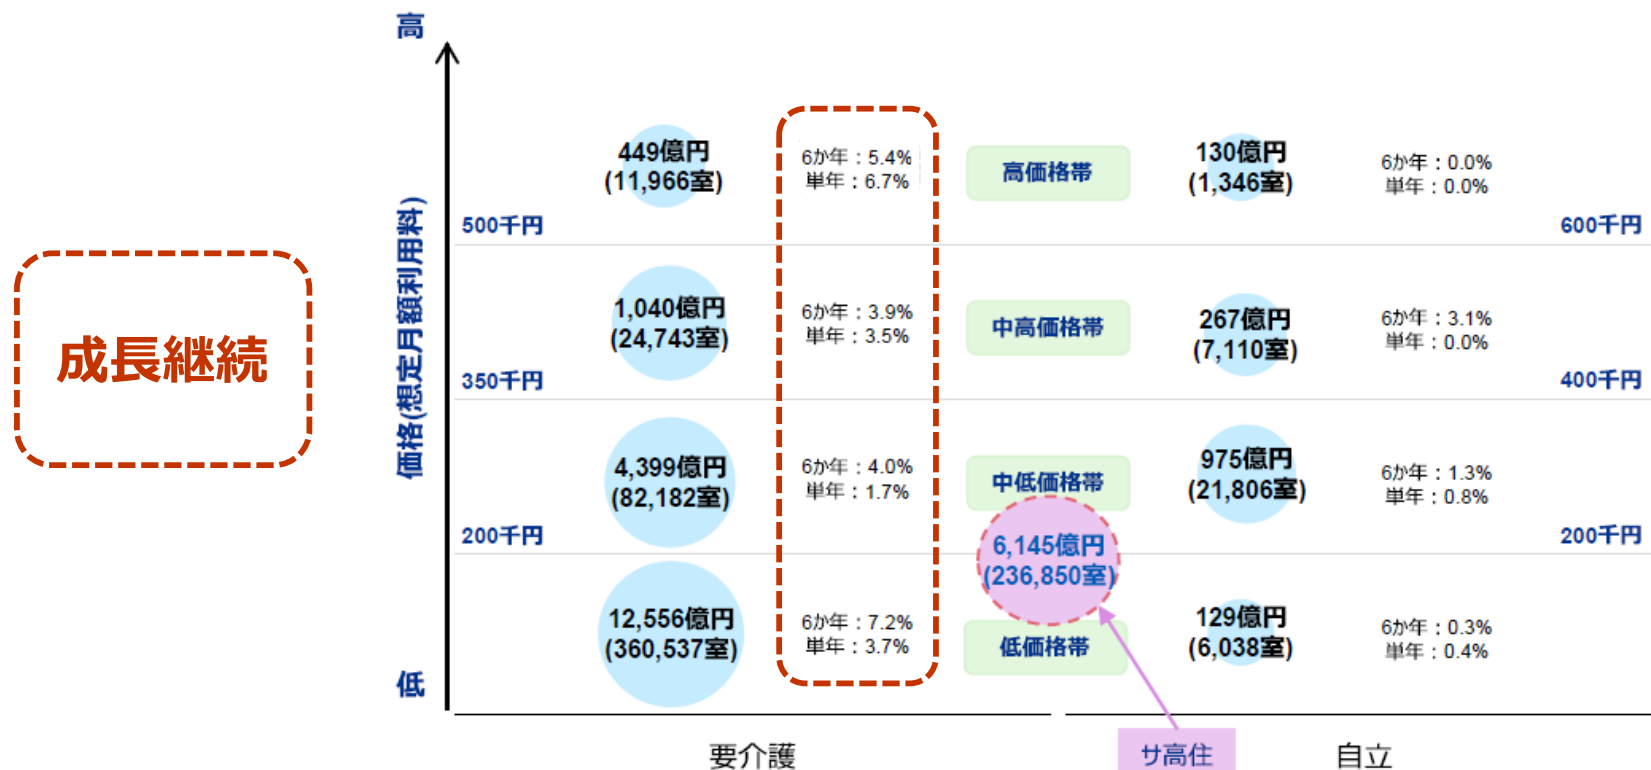 高
価格(想定月額利用料)
低
成長継続
449億円
(11,966室)
6か年：5.4%
単年：6.7%
高価格帯
130億円
(1,346室)
6か年：0.0%
単年：0.0%
500千円
600千円
1,040億円
(24,743室)
6か年：3.9%
単年：3.5%
中高価格帯
267億円
(7,110室)
6か年：3.1%
単年：0.0%
350千円
400千円
4,399億円
(82,182室)
6か年：4.0%
単年：1.7%
中低価格帯
975億円
(21,806室)
6か年：1.3%
単年：0.8%
200千円
200千円
6,145億円
(236,850室)
12,556億円
(360,537室)
6か年：7.2%
単年：3.7%
低価格帯
129億円
(6,038室)
6か年：0.3%
単年：0.4%
要介護
サ高住
自立